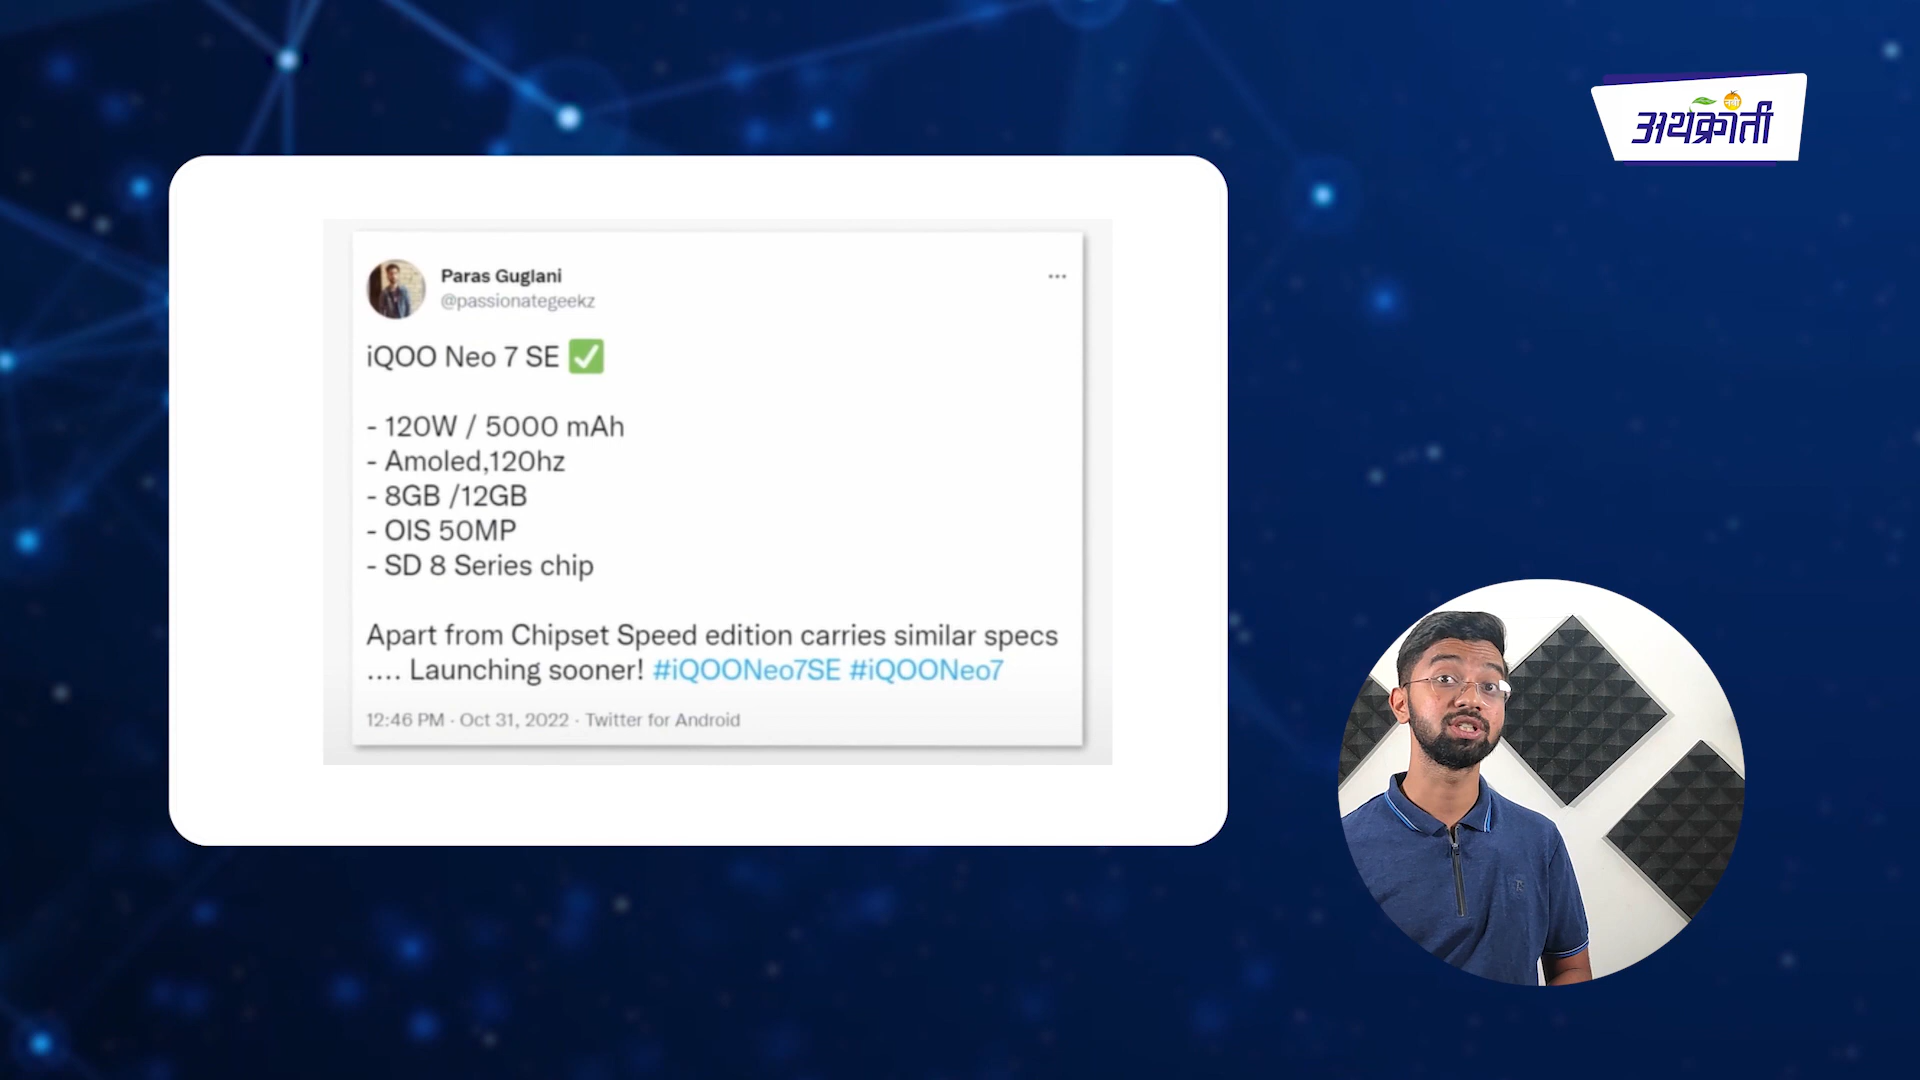 नवी
अर्थक्रांती
Paras Guglani
@passionategeekz
iQOO Neo 7 SE ✅
- 120W / 5000 mAh
- Amoled,120hz
- 8GB /12GB
- OIS 50MP
- SD 8 Series chip
Apart from Chipset Speed edition carries similar specs
.... Launching sooner! #iQOONeo7SE #iQOONeo7
12:46 PM · Oct 31, 2022 · Twitter for Android